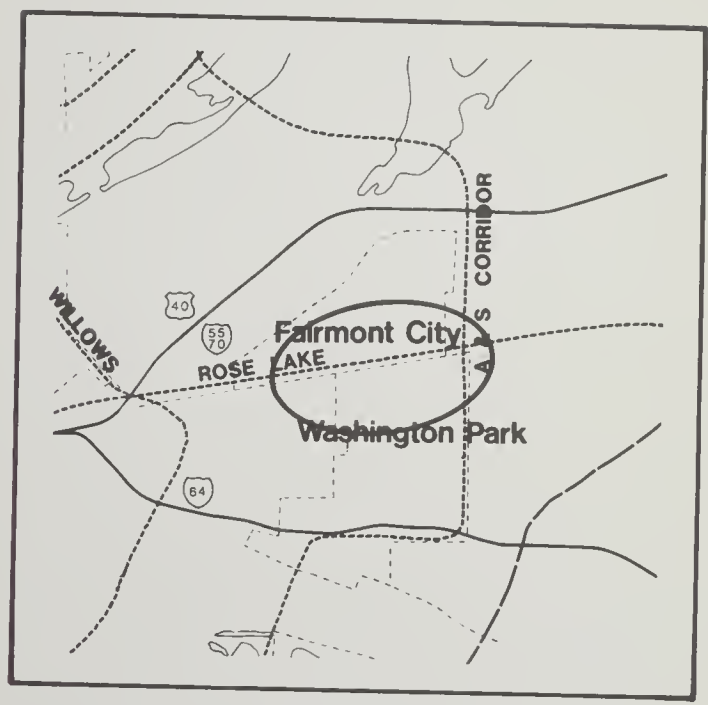 A & S CORRIDOR
WILLOWS
40
55
70
Fairmont City
ROSE LAKE
Washington Park
64